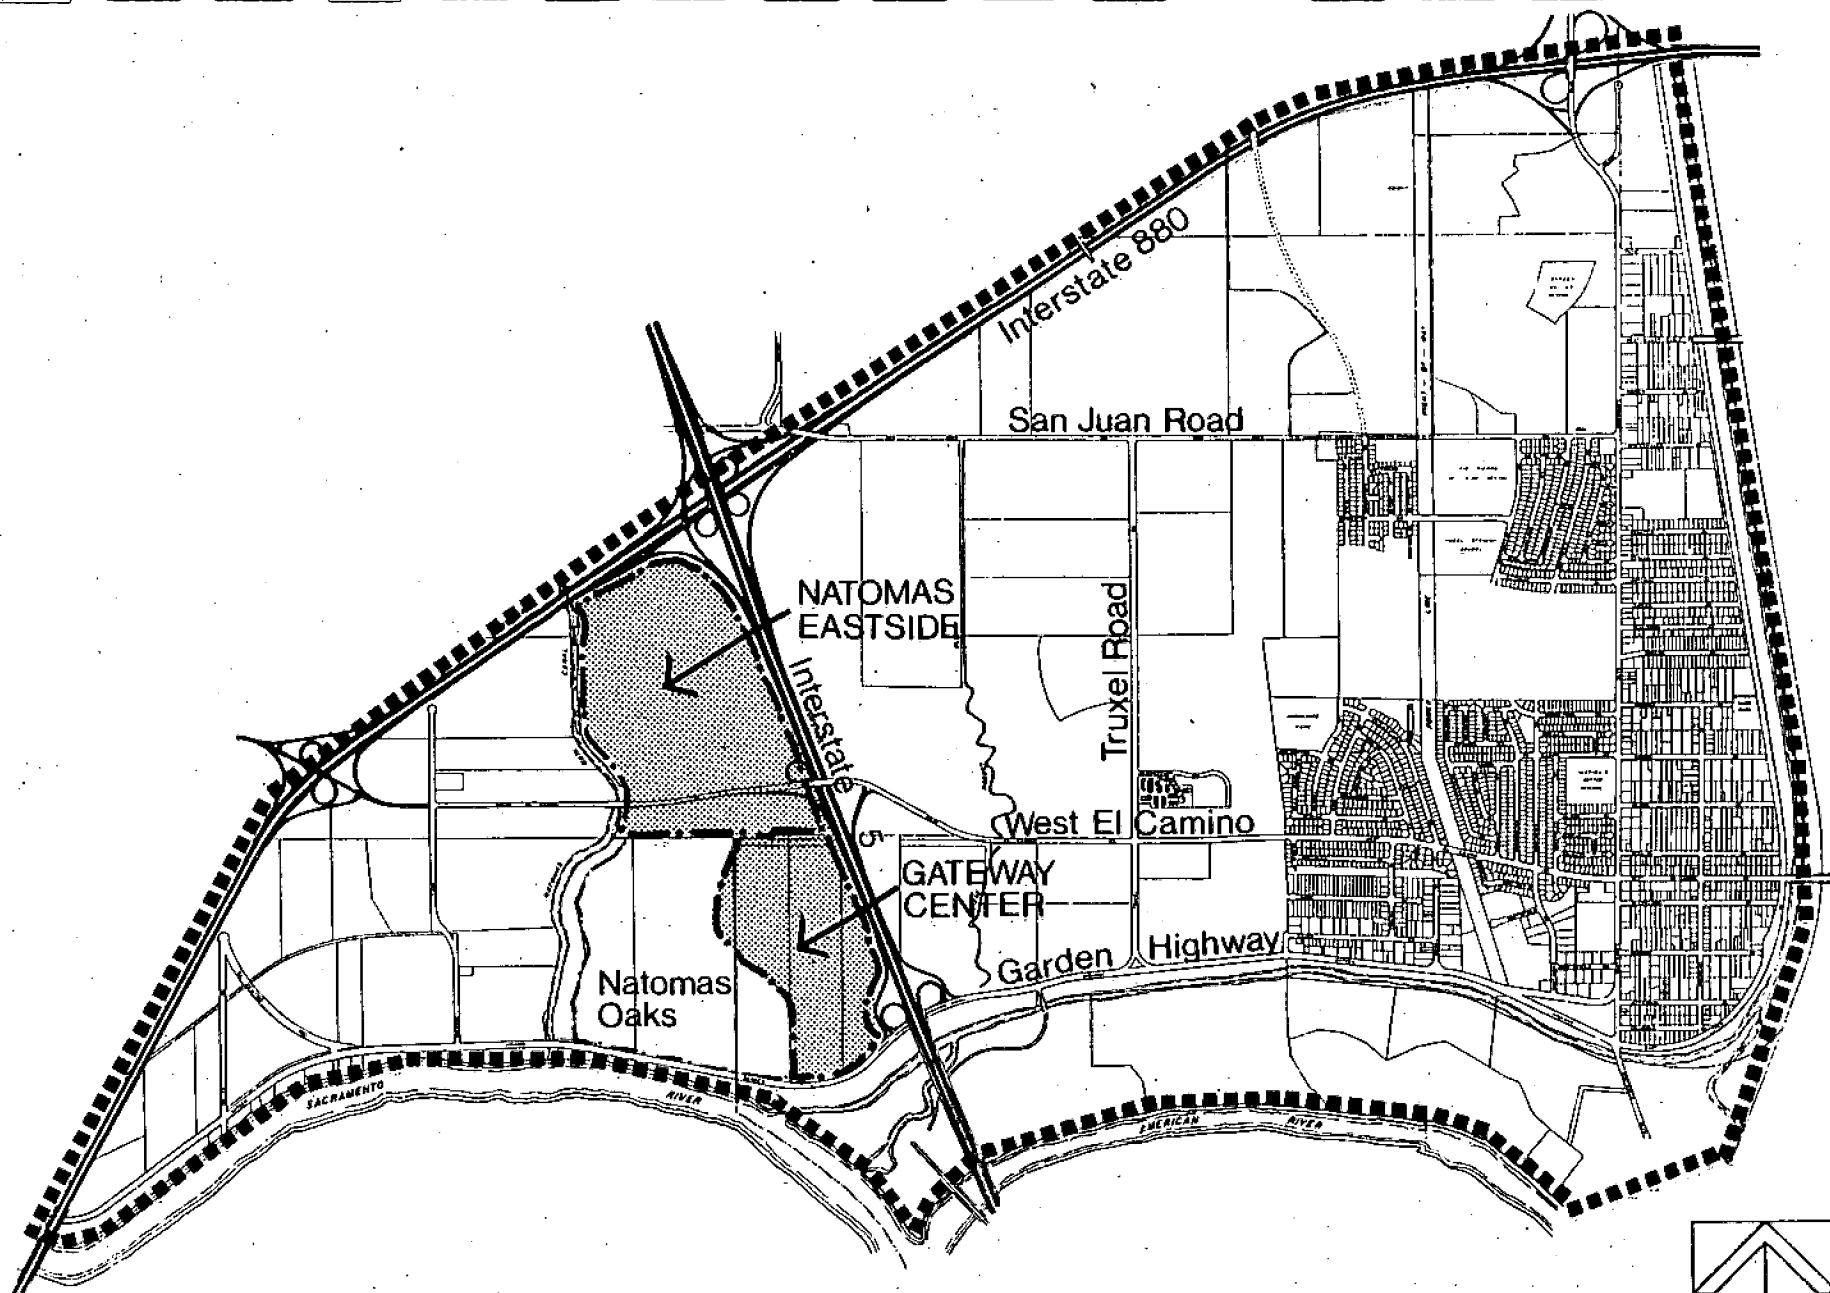 Interstate 880
San Juan Road
NATOMAS
EASTSIDE
Interstate
5
Truxel Road
West El Camino
GATEWAY
CENTER
Garden Highway
Natomas
Oaks
SACRAMENTO
RIVER
RIVER